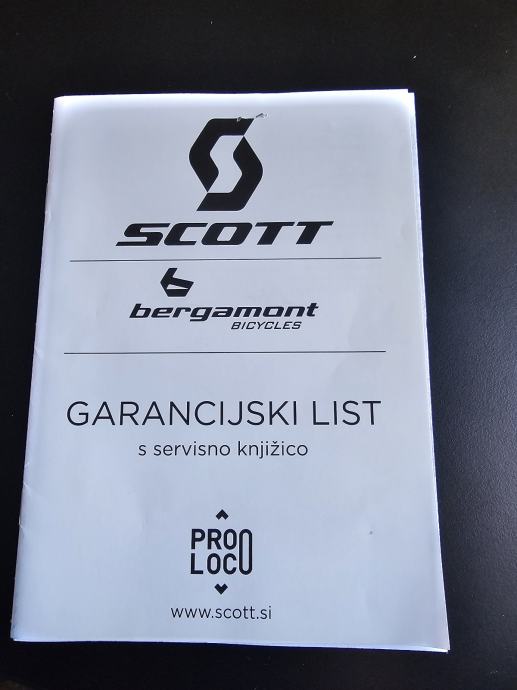 SCOTT
bergamont
BICYCLES
GARANCIJSKI LIST
s servisno knjižico
PRO
LOCO
www.scott.si